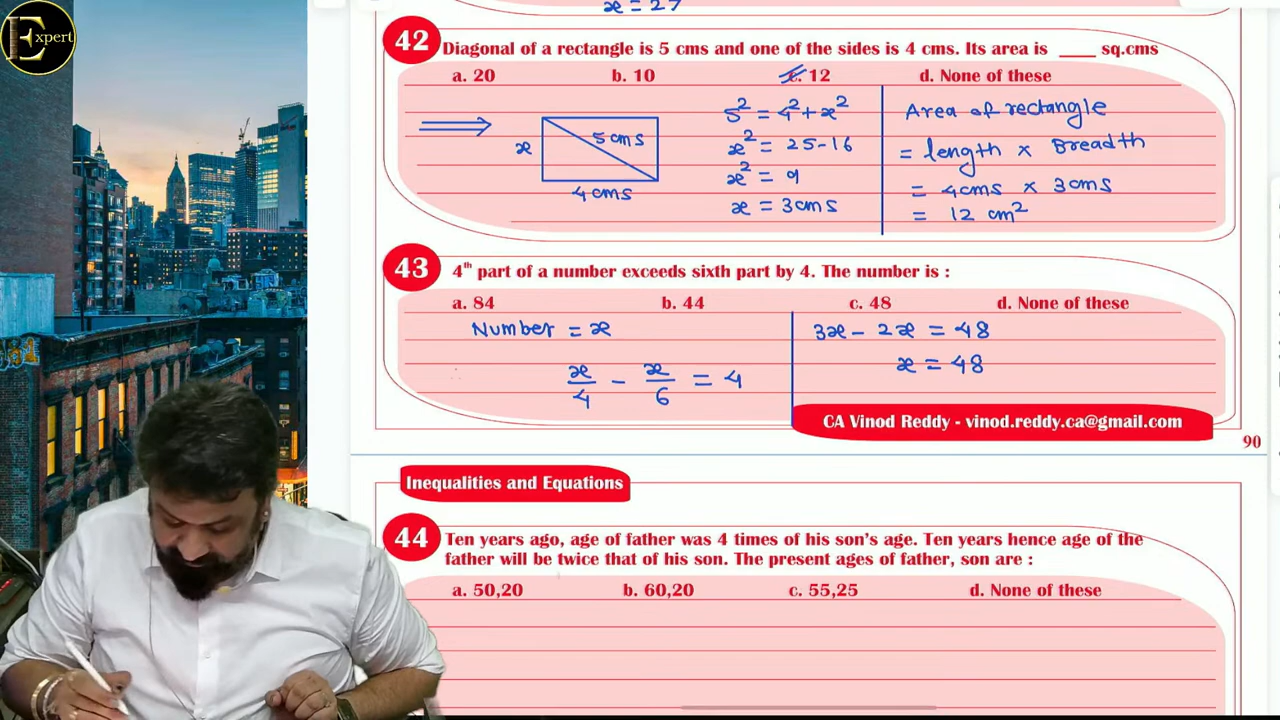 Expert
x = 27
42 Diagonal of a rectangle is 5 cms and one of the sides is 4 cms. Its area is ____ sq.cms
a. 20 b. 10 c. 12 d. None of these
5 cms
x
4 cms
5² = 4² + x²
x² = 25 - 16
x² = 9
x = 3 cms
Area of rectangle
= length x Breadth
= 4 cms x 3 cms
= 12 cm²
43 4th part of a number exceeds sixth part by 4. The number is :
a. 84 b. 44 c. 48 d. None of these
Number = x
x/4 - x/6 = 4
3x - 2x = 48
x = 48
CA Vinod Reddy - vinod.reddy.ca@gmail.com
90
Inequalities and Equations
44 Ten years ago, age of father was 4 times of his son's age. Ten years hence age of the
father will be twice that of his son. The present ages of father, son are :
a. 50,20 b. 60,20 c. 55,25 d. None of these